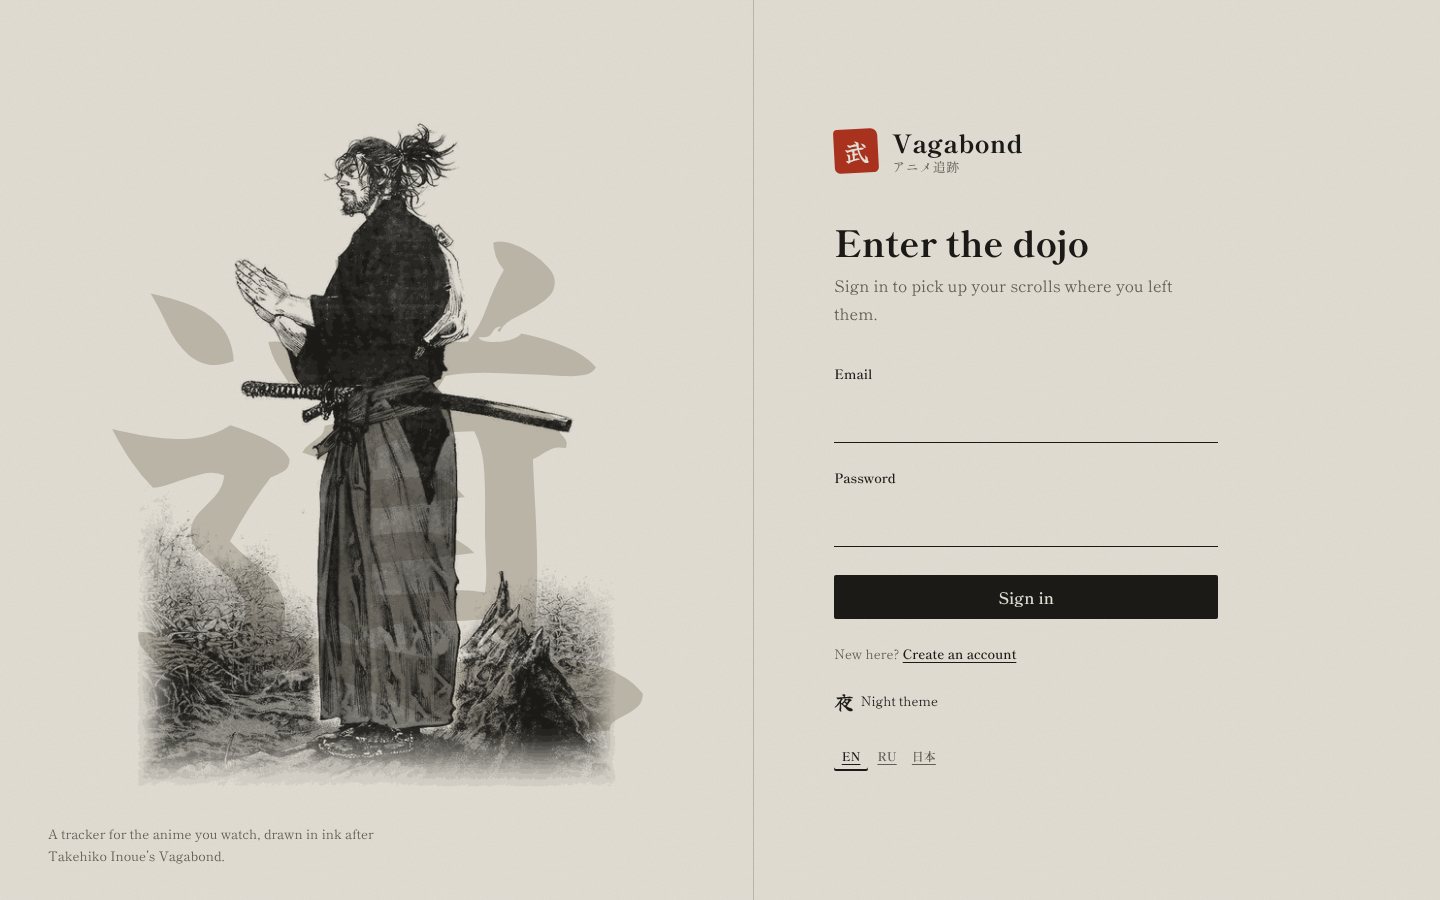 道
A tracker for the anime you watch, drawn in ink after
Takehiko Inoue's Vagabond.
武
Vagabond
アニメ追跡
Enter the dojo
Sign in to pick up your scrolls where you left
them.
Email
Password
Sign in
New here? Create an account
夜 Night theme
EN RU 日本